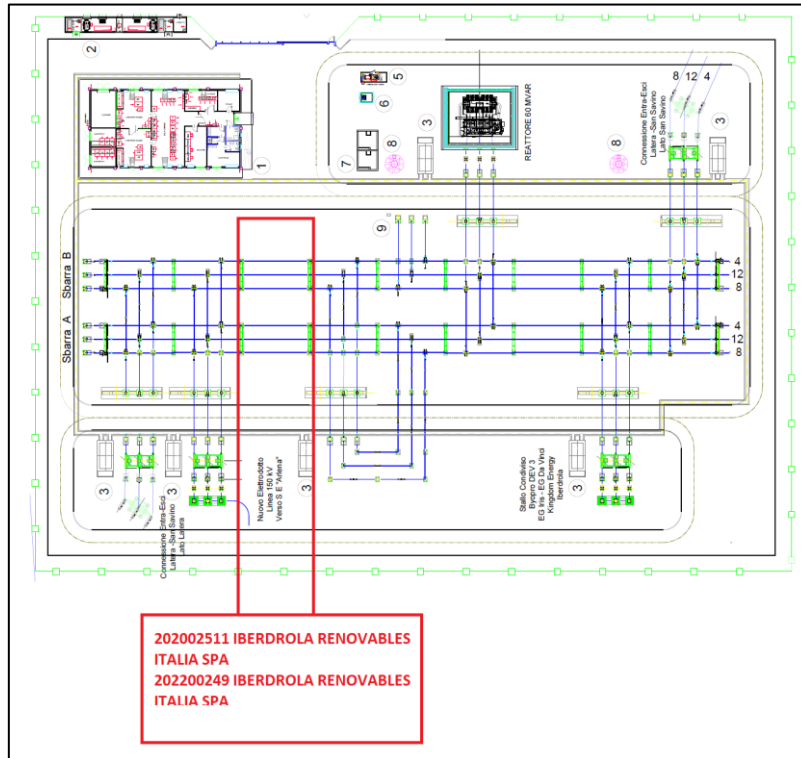 2
1
5
6
7
8
3
REATTORE 60 MVAR
8
Connessione Entra-Esci
Latera -San Savino
Lato San Savino
8 12 4
3
9
Sbarra B
4
12
8
Sbarra A
4
12
8
3
Connessione Entra-Esci
Latera -San Savino
Lato Latera
3
Nuovo Elettrodotto
Linea 150 kV
Verso S E "Arlena"
3
Stallo Condiviso
Bycpro DEV 3
EG Iris - EG Da Vinci
Kingdom Energy
Iberdiola
3
202002511 IBERDROLA RENOVABLES
ITALIA SPA
202200249 IBERDROLA RENOVABLES
ITALIA SPA